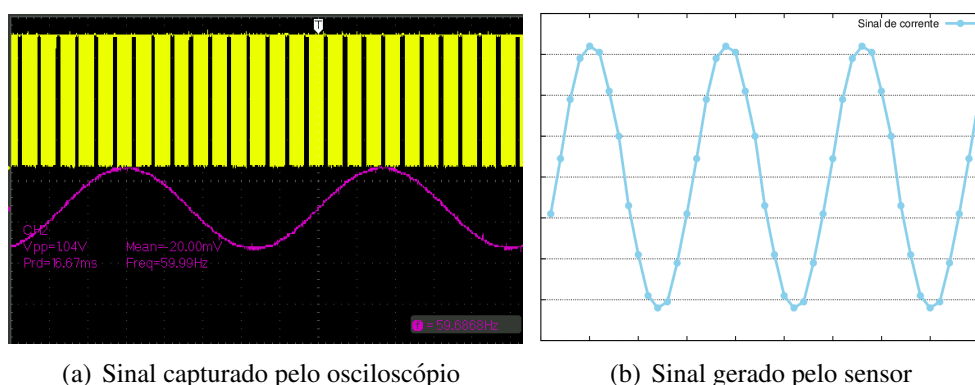 T
Sinal de corrente
CH2
Vpp=1.04V Mean=-20.00mV
Prd=16.67ms Freq=59.99Hz
T = 59.6868Hz
(a) Sinal capturado pelo osciloscópio
(b) Sinal gerado pelo sensor